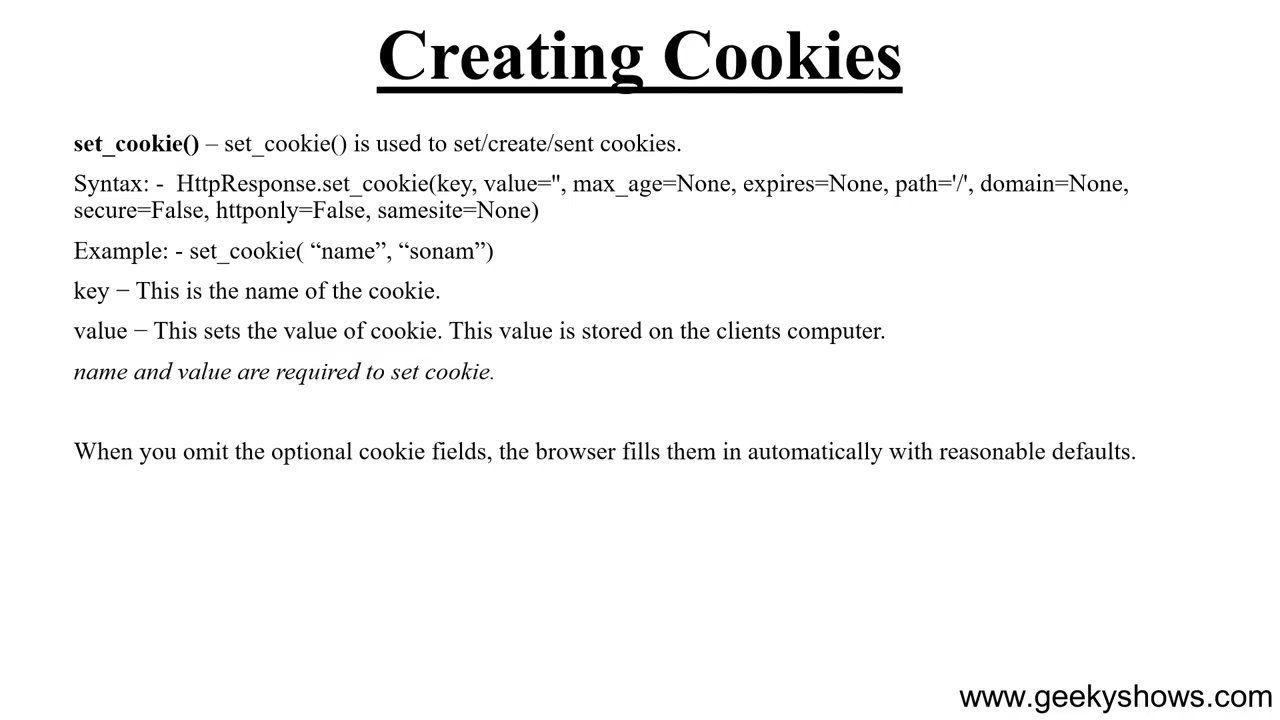 Creating Cookies
set_cookie() – set_cookie() is used to set/create/sent cookies.
Syntax: -  HttpResponse.set_cookie(key, value='', max_age=None, expires=None, path='/', domain=None,
secure=False, httponly=False, samesite=None)
Example: - set_cookie( “name”, “sonam”)
key − This is the name of the cookie.
value − This sets the value of cookie. This value is stored on the clients computer.
name and value are required to set cookie.
When you omit the optional cookie fields, the browser fills them in automatically with reasonable defaults.
www.geekyshows.com